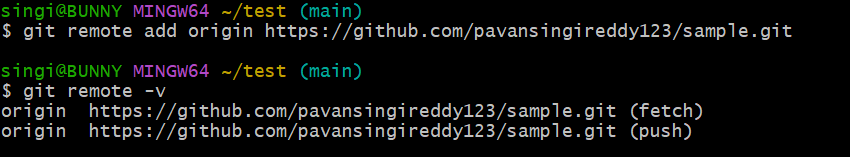 singi@BUNNY MINGW64 ~/test (main)
$ git remote add origin https://github.com/pavansingireddy123/sample.git
singi@BUNNY MINGW64 ~/test (main)
$ git remote -v
origin  https://github.com/pavansingireddy123/sample.git (fetch)
origin  https://github.com/pavansingireddy123/sample.git (push)